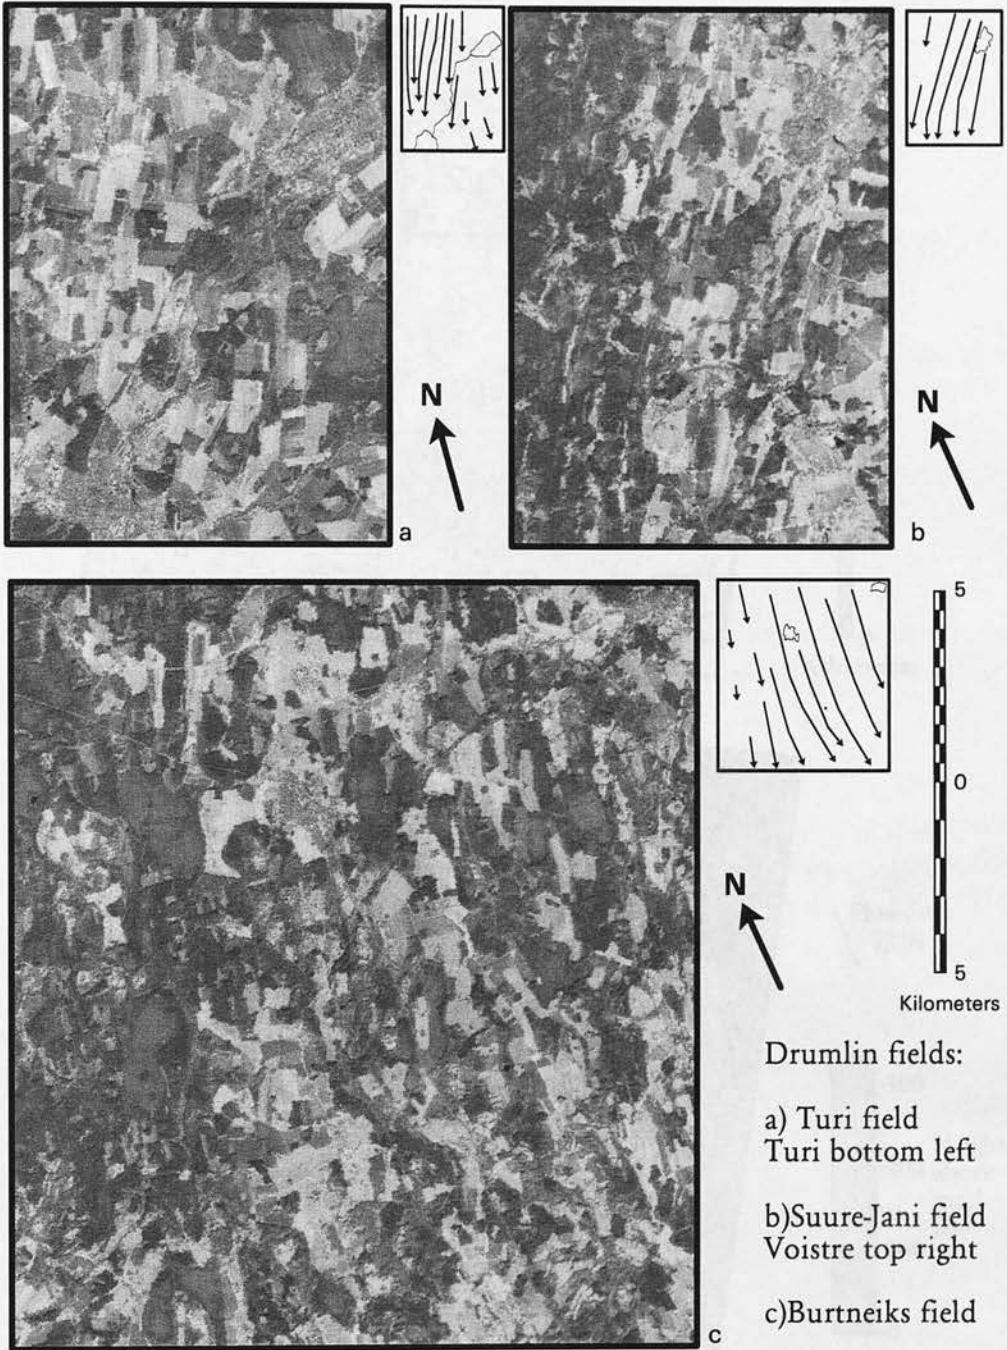 N
a
N
b
5
0
5
Kilometers
N
c
Drumlin fields:
a) Turi field
Turi bottom left
b)Suure-Jani field
Voistre top right
c)Burtneiks field